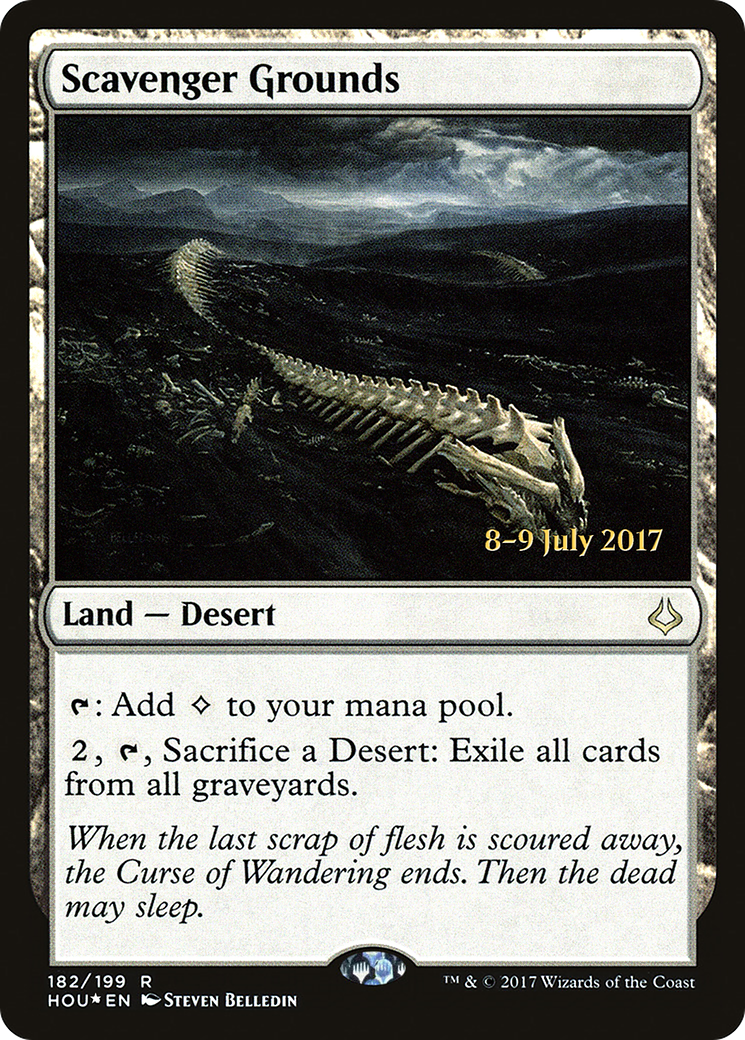 Scavenger Grounds
8–9 July 2017
Land — Desert
: Add to your mana pool.
2, , Sacrifice a Desert: Exile all cards
from all graveyards.
When the last scrap of flesh is scoured away,
the Curse of Wandering ends. Then the dead
may sleep.
182/199 R
HOU★EN Steven Belledin
™ & © 2017 Wizards of the Coast